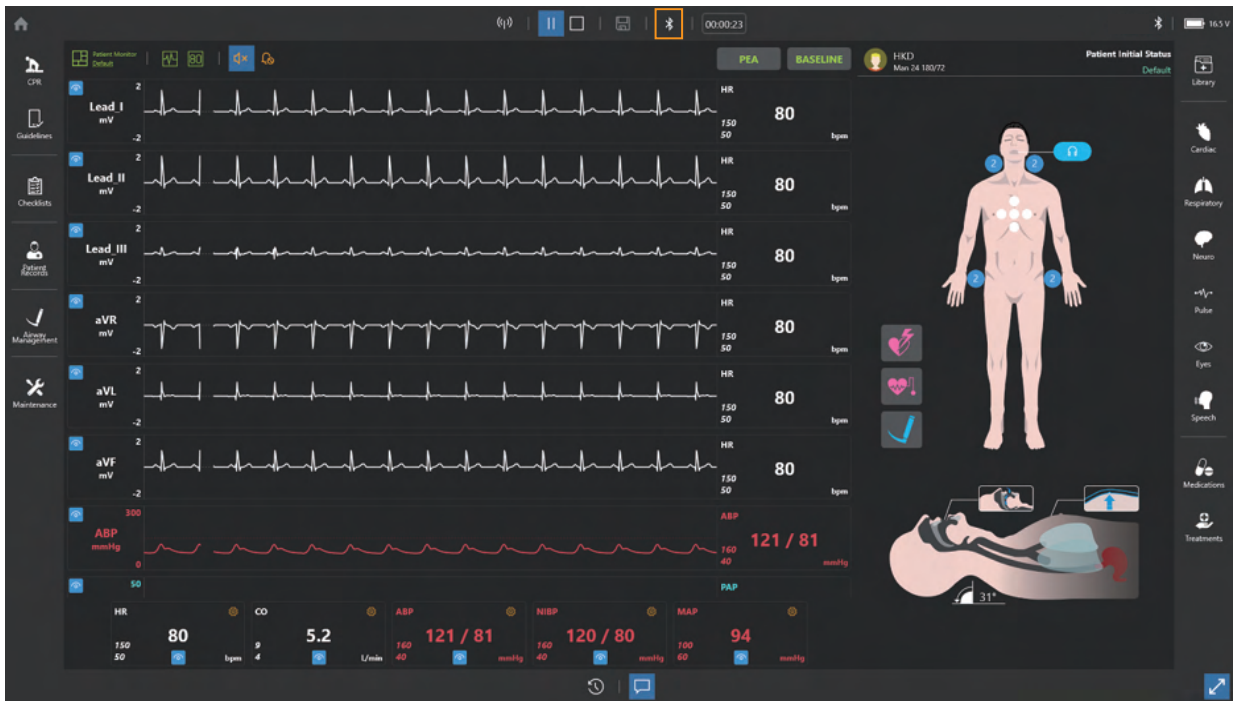 00:00:23
16.5 V
CPR
Guidelines
Checklists
Patient
Records
Airway
Management
Maintenance
Patient Monitor
Default
80
PEA
BASELINE
2
Lead_I
mV
-2
HR
80
150
50
bpm
2
Lead_II
mV
-2
HR
80
150
50
bpm
2
Lead_III
mV
-2
HR
80
150
50
bpm
2
aVR
mV
-2
HR
80
150
50
bpm
2
aVL
mV
-2
HR
80
150
50
bpm
2
aVF
mV
-2
HR
80
150
50
bpm
300
ABP
mmHg
0
ABP
121 / 81
160
40
mmHg
50
PAP
HR
80
150
50
bpm
CO
5.2
9
4
L/min
ABP
121 / 81
160
40
mmHg
NIBP
120 / 80
160
40
mmHg
MAP
94
100
60
mmHg
HKD
Man 24 180/72
Patient Initial Status
Default
2
2
2
2
31°
Library
Cardiac
Respiratory
Neuro
Pulse
Eyes
Speech
Medications
Treatments